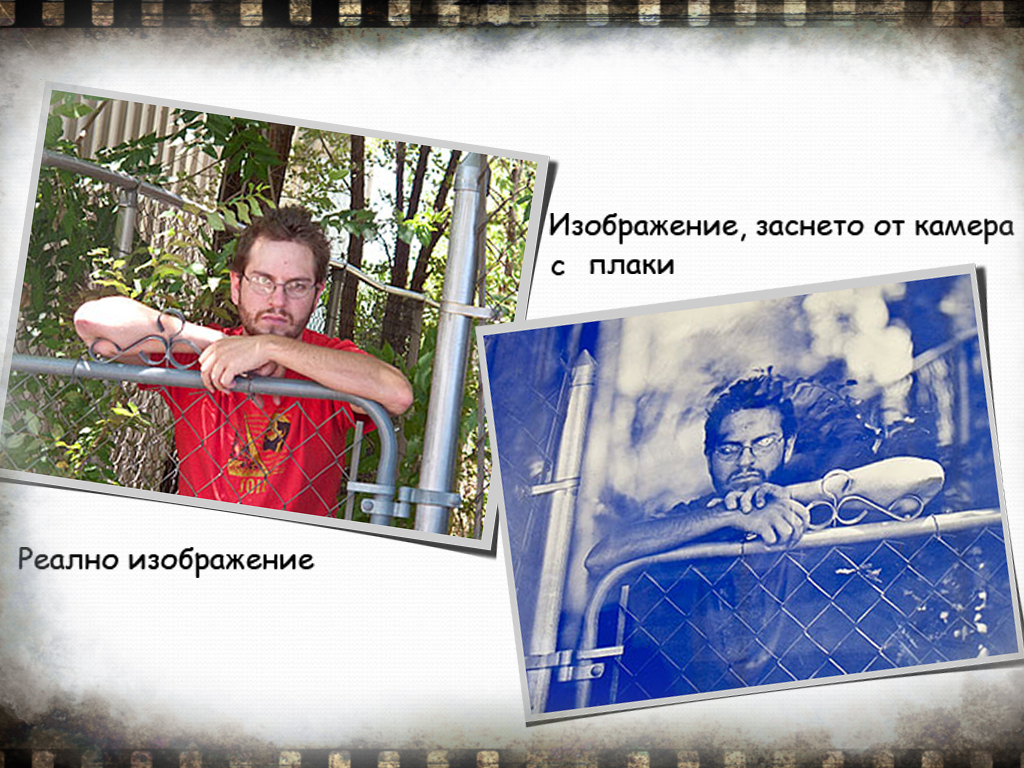 Изображение, заснето от камера
с плаки
Реално изображение